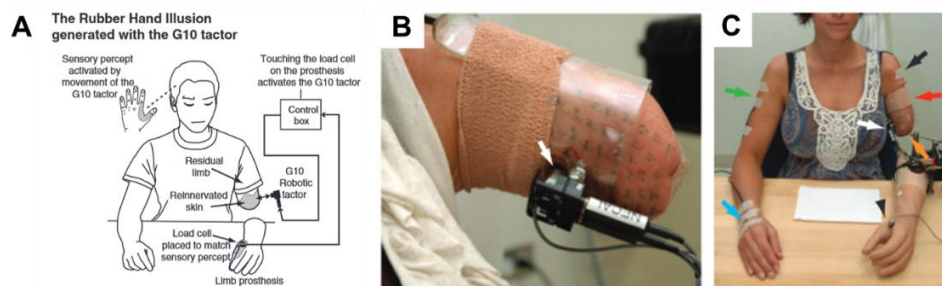 A
The Rubber Hand Illusion
generated with the G10 tactor
Sensory percept
activated by
movement of the
G10 tactor
Touching the load cell
on the prosthesis
activates the G10 tactor
Control
box
Residual
limb
Reinnervated
skin
G10
Robotic
tactor
Load cell
placed to match
sensory percept
Limb prosthesis
B
C